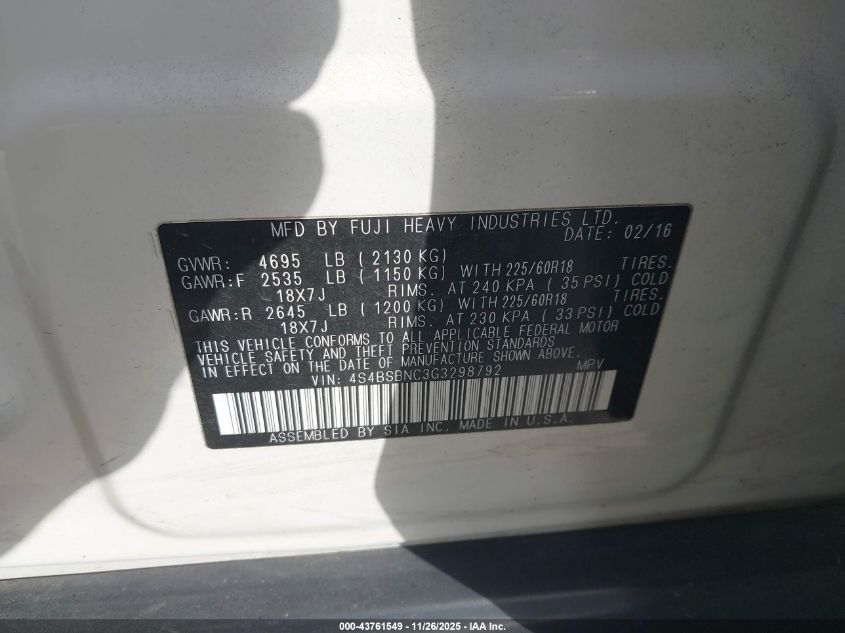 MFD BY FUJI HEAVY INDUSTRIES LTD.
DATE: 02/16
GVWR: 4695 LB (2130 KG)
GAWR:F 2535 LB (1150 KG) WITH 225/60R18 TIRES.
18X7J RIMS. AT 240 KPA (35 PSI) COLD
GAWR:R 2645 LB (1200 KG) WITH 225/60R18 TIRES.
18X7J RIMS. AT 230 KPA (33 PSI) COLD
THIS VEHICLE CONFORMS TO ALL APPLICABLE FEDERAL MOTOR
VEHICLE SAFETY AND THEFT PREVENTION STANDARDS
IN EFFECT ON THE DATE OF MANUFACTURE SHOWN ABOVE.
VIN: 4S4BSBNC3G3298792 MPV
ASSEMBLED BY SIA INC. MADE IN U.S.A.
000-43761549 - 11/26/2025 - IAA Inc.